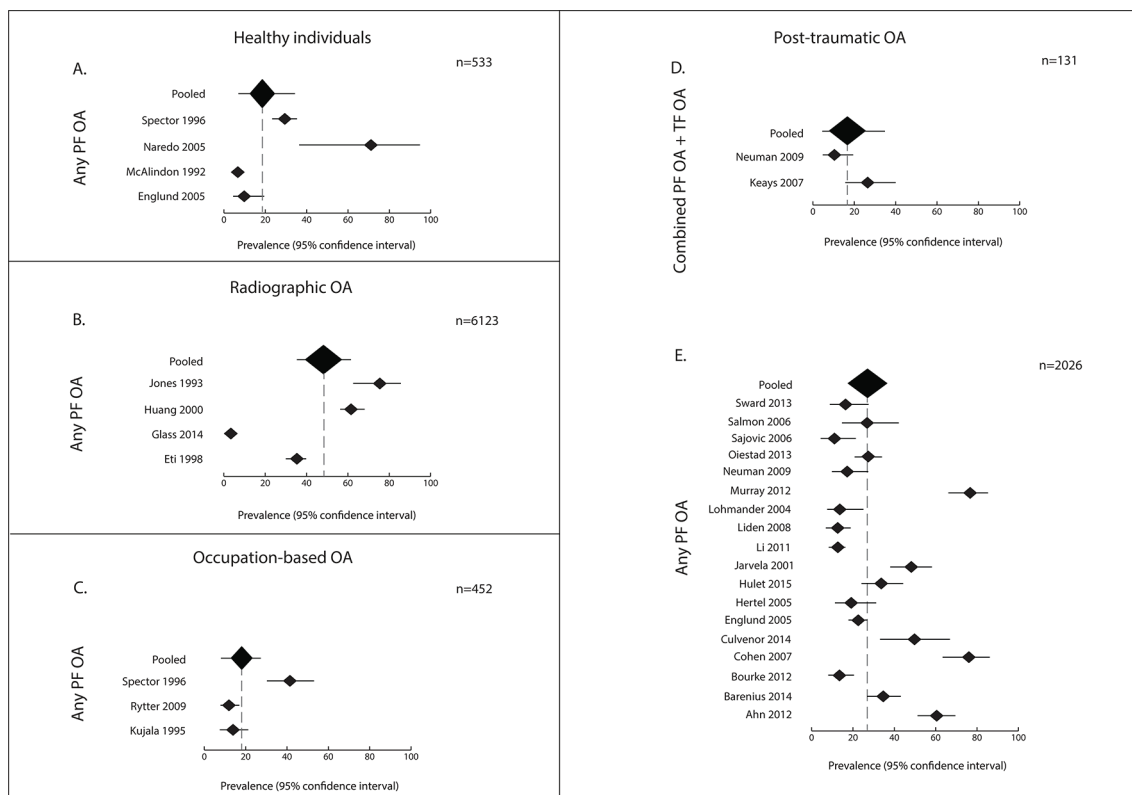 Healthy individuals
A.
n=533
Any PF OA
Pooled
Spector 1996
Naredo 2005
McAlindon 1992
Englund 2005
0 20 40 60 80 100
Prevalence (95% confidence interval)
Radiographic OA
B.
n=6123
Any PF OA
Pooled
Jones 1993
Huang 2000
Glass 2014
Eti 1998
0 20 40 60 80 100
Prevalence (95% confidence interval)
Occupation-based OA
C.
n=452
Any PF OA
Pooled
Spector 1996
Rytter 2009
Kujala 1995
0 20 40 60 80 100
Prevalence (95% confidence interval)
Post-traumatic OA
D.
n=131
Combined PF OA + TF OA
Pooled
Neuman 2009
Keays 2007
0 20 40 60 80 100
Prevalence (95% confidence interval)
E.
n=2026
Any PF OA
Pooled
Sward 2013
Salmon 2006
Sajovic 2006
Oiestad 2013
Neuman 2009
Murray 2012
Lohmander 2004
Liden 2008
Li 2011
Jarvela 2001
Hulet 2015
Hertel 2005
Englund 2005
Culvenor 2014
Cohen 2007
Bourke 2012
Barenius 2014
Ahn 2012
0 20 40 60 80 100
Prevalence (95% confidence interval)